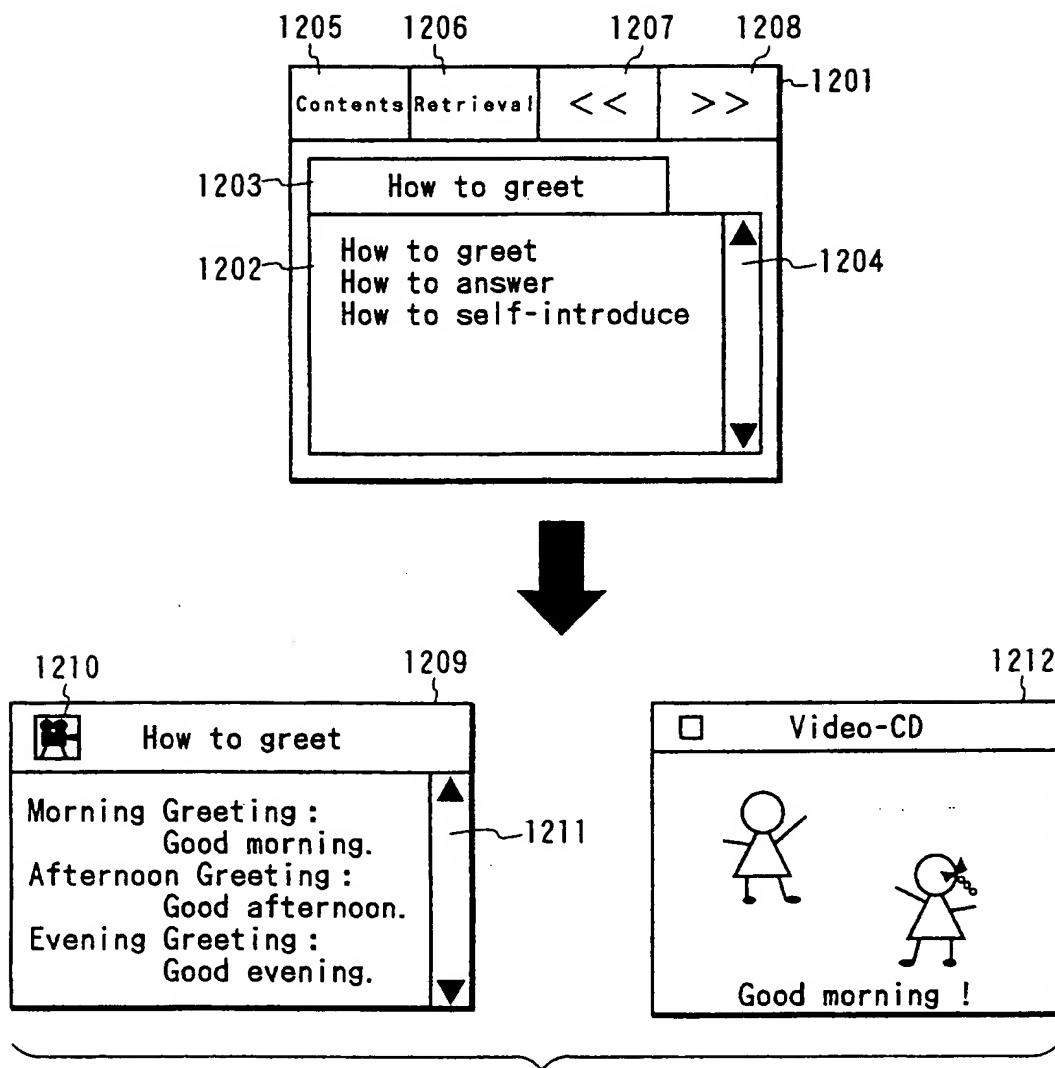 1205 1206 1207 1208
1201
Contents Retrieval << >>
1203 How to greet
1202 How to greet 1204
How to answer
How to self-introduce
1210 1209 1212
How to greet Video-CD
Morning Greeting :
Good morning. 1211
Afternoon Greeting :
Good afternoon.
Evening Greeting :
Good evening.
Good morning !